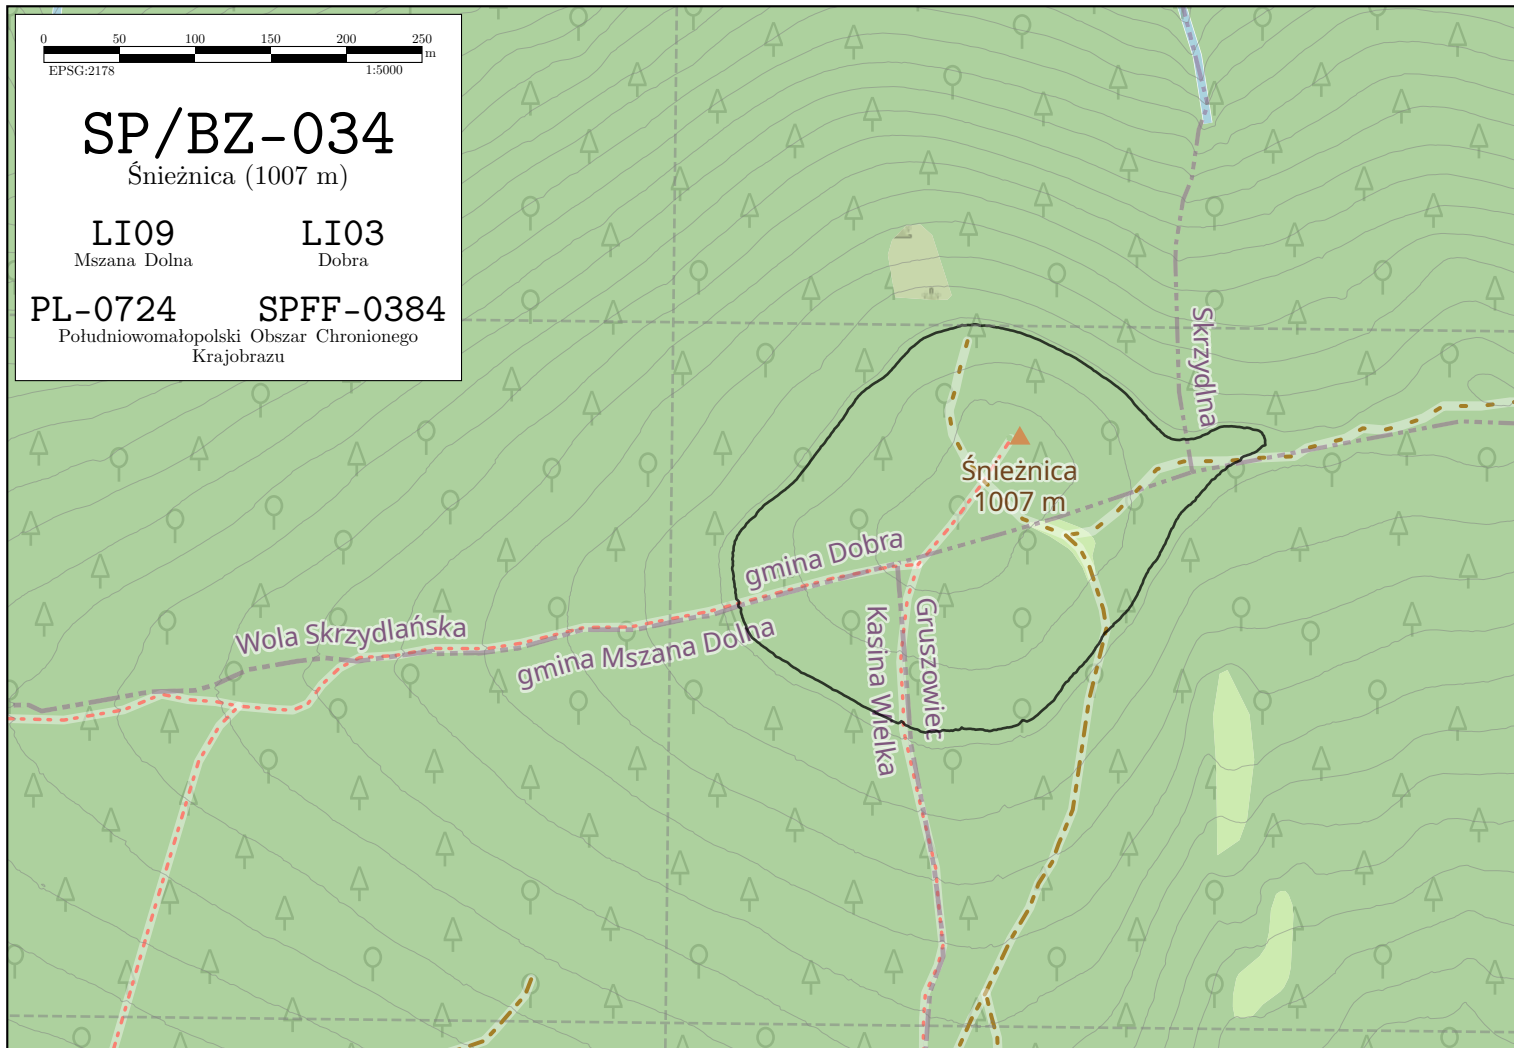 0 50 100 150 200 250
m
EPSG:2178 1:5000
SP/BZ-034
Śnieżnica (1007 m)
LI09 LI03
Mszana Dolna Dobra
PL-0724 SPFF-0384
Południowomałopolski Obszar Chronionego
Krajobrazu
Skrzydlna
Śnieżnica
1007 m
gmina Dobra
Wola Skrzydlańska
gmina Mszana Dolna
Kasina Wielka
Gruszowiec